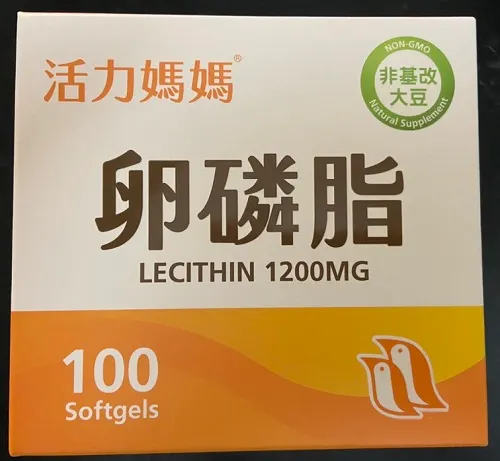 活力媽媽®
NON-GMO
非基改
大豆
Natural Supplement
卵磷脂
LECITHIN 1200MG
100
Softgels